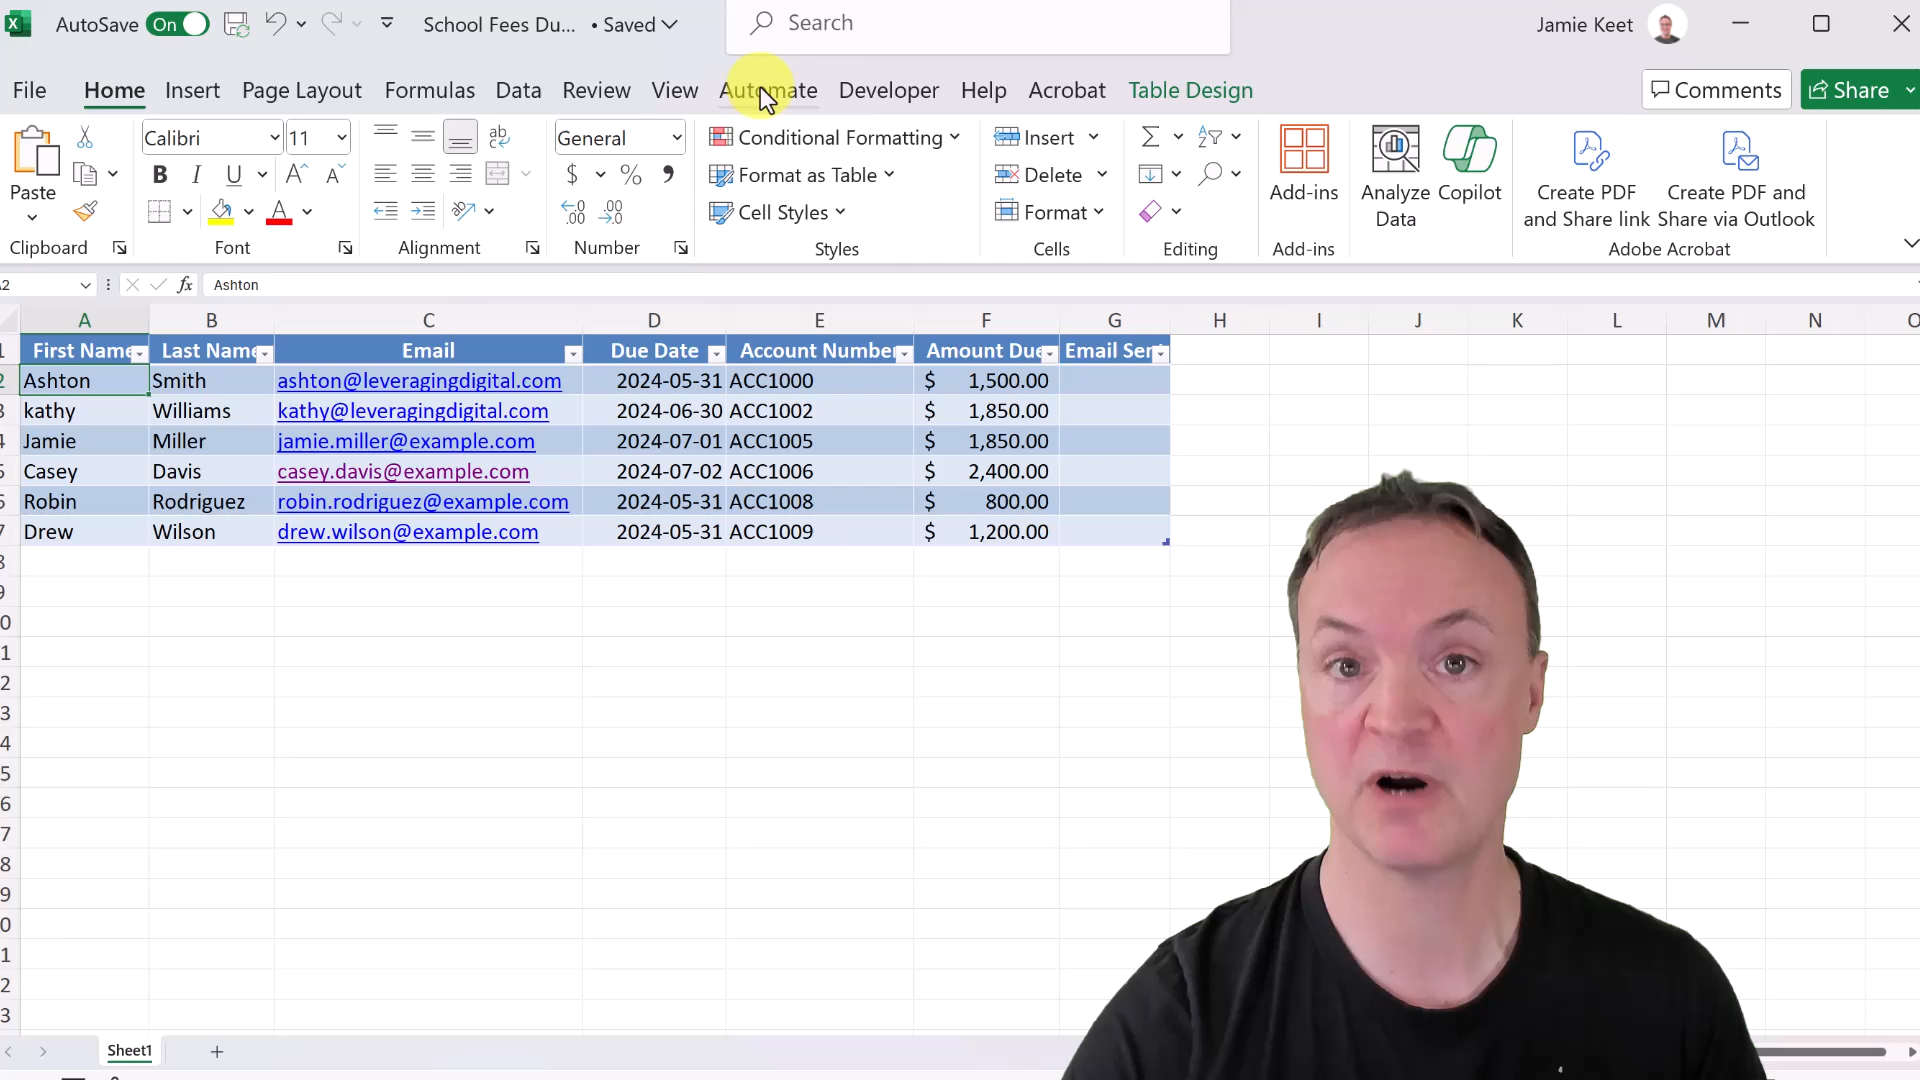 AutoSave On School Fees Du... • Saved Search Jamie Keet
File Home Insert Page Layout Formulas Data Review View Automate Developer Help Acrobat Table Design Comments Share
Paste
Clipboard
Calibri 11
B I U A A
A
Font
ab
Alignment
General
$ % ,
.00 .00
Number
Conditional Formatting
Format as Table
Cell Styles
Styles
Insert
Delete
Format
Cells
Editing
Add-ins
Add-ins
Analyze
Data
Copilot
Create PDF
and Share link
Create PDF and
Share via Outlook
Adobe Acrobat
fx Ashton
A B C D E F G H I J K L M N
First Name Last Name Email Due Date Account Number Amount Due Email Sen
Ashton Smith ashton@leveragingdigital.com 2024-05-31 ACC1000 $ 1,500.00
kathy Williams kathy@leveragingdigital.com 2024-06-30 ACC1002 $ 1,850.00
Jamie Miller jamie.miller@example.com 2024-07-01 ACC1005 $ 1,850.00
Casey Davis casey.davis@example.com 2024-07-02 ACC1006 $ 2,400.00
Robin Rodriguez robin.rodriguez@example.com 2024-05-31 ACC1008 $ 800.00
Drew Wilson drew.wilson@example.com 2024-05-31 ACC1009 $ 1,200.00
Sheet1